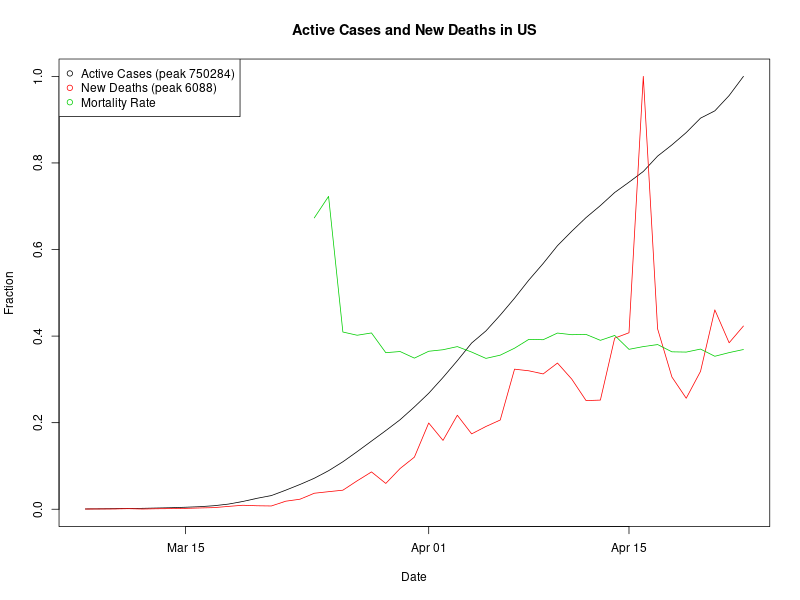 Active Cases and New Deaths in US
Active Cases (peak 750284)
New Deaths (peak 6088)
Mortality Rate
1.0
0.8
0.6
0.4
0.2
0.0
Fraction
Mar 15
Apr 01
Apr 15
Date